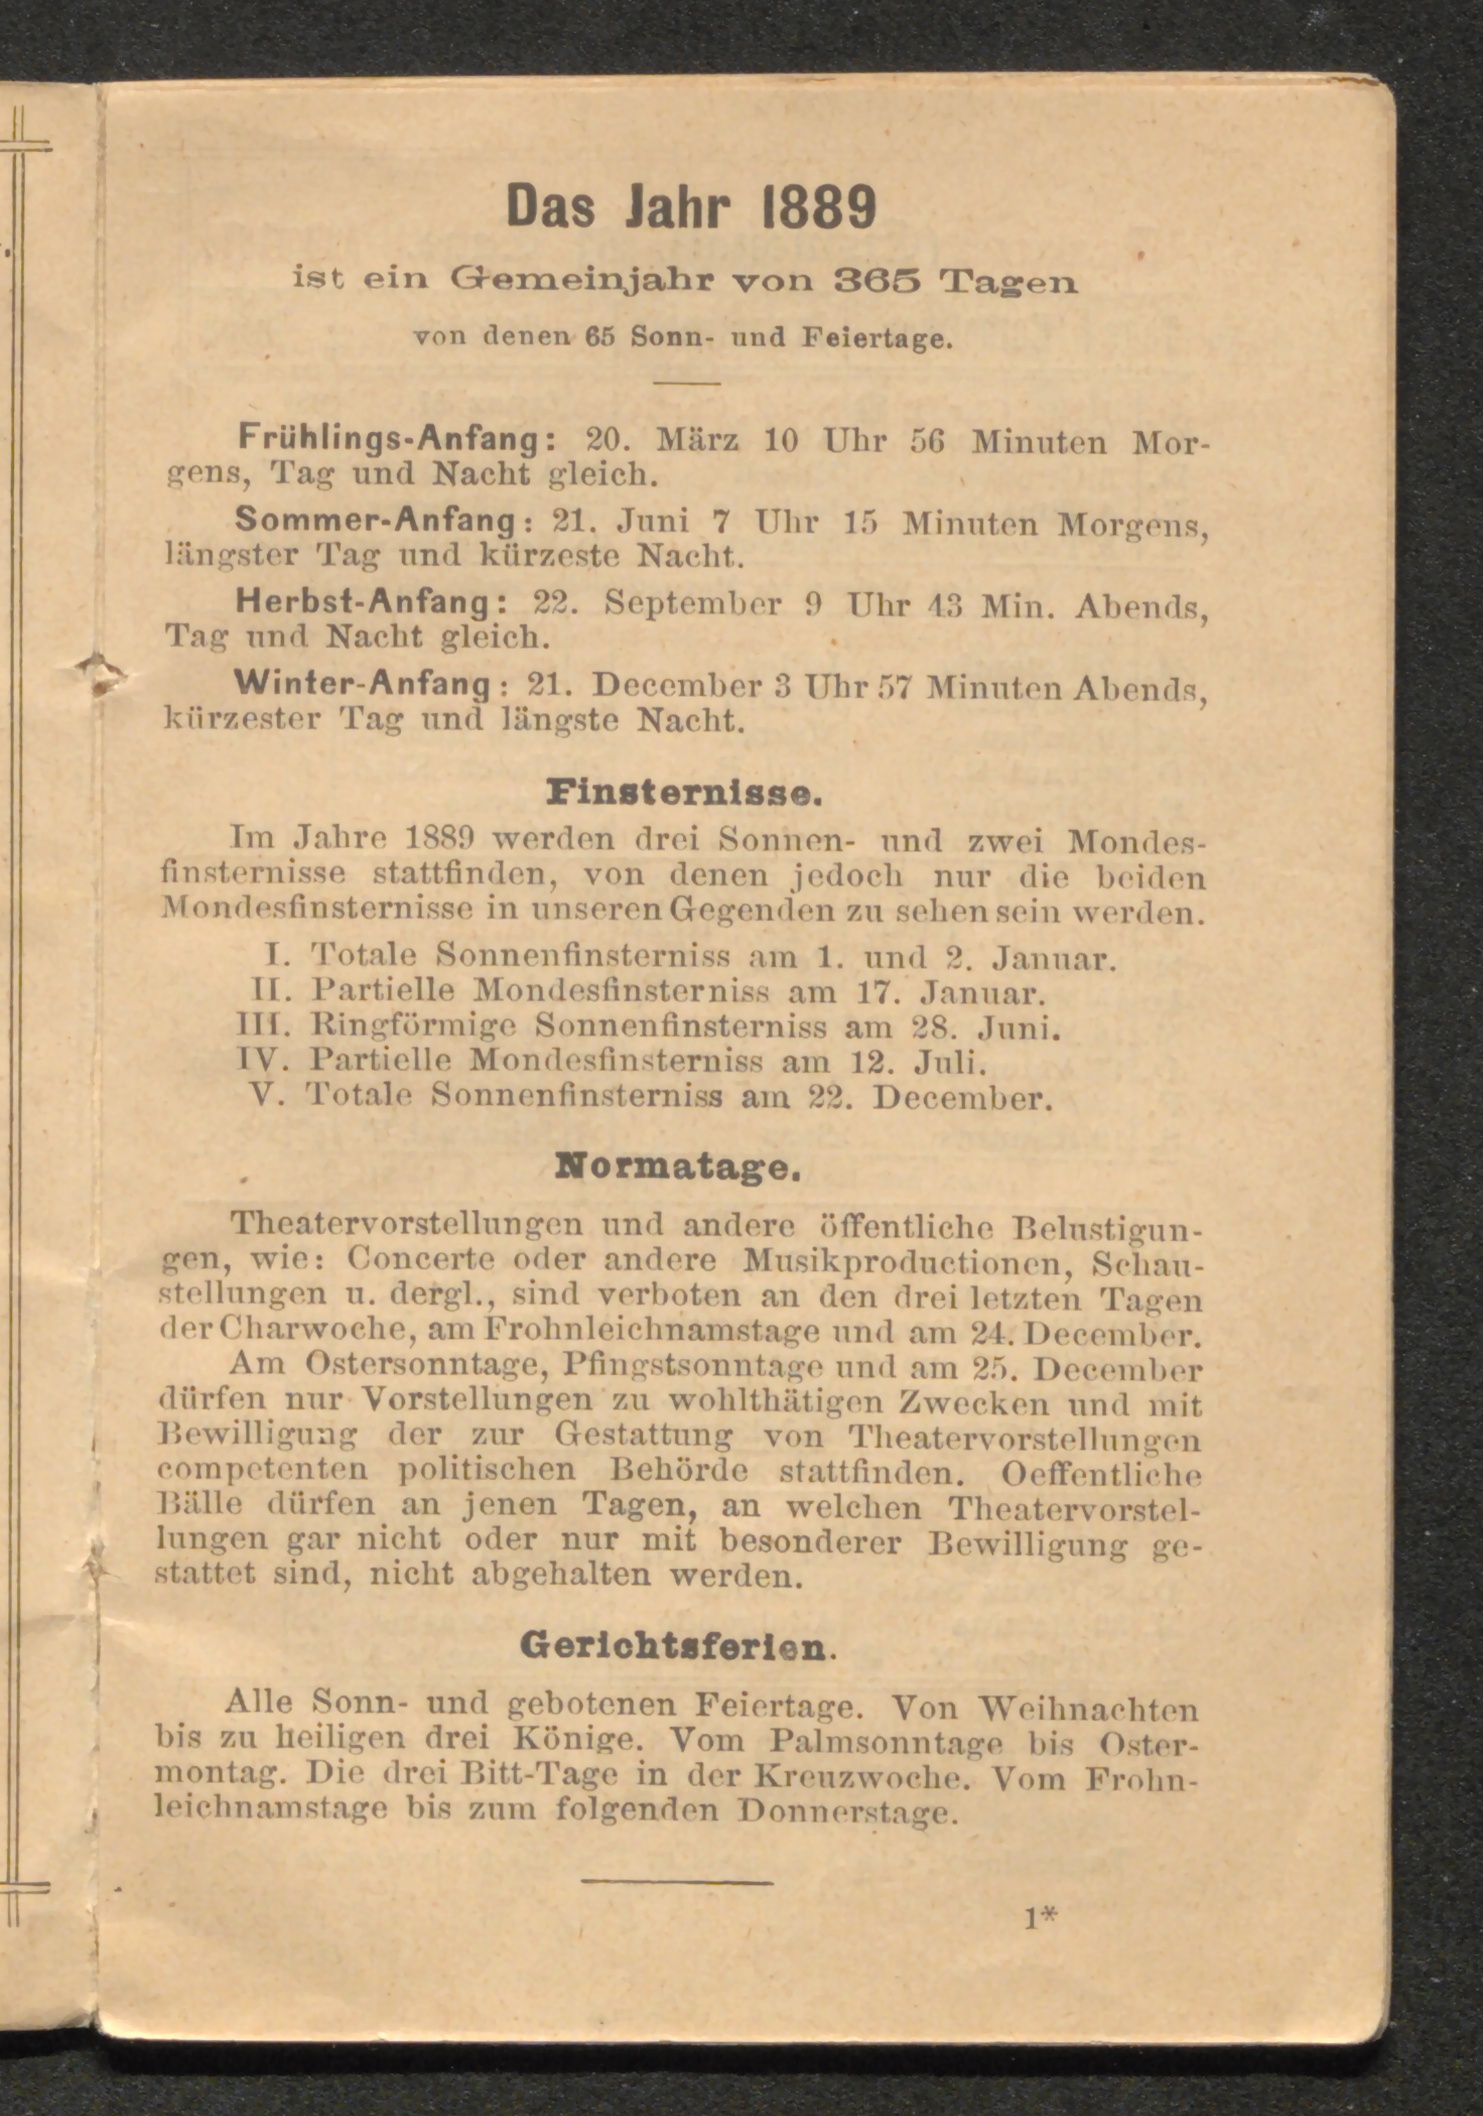 Das Jahr 1889
ist ein Gemeinjahr von 365 Tagen
von denen 65 Sonn- und Feiertage.
Frühlings-Anfang: 20. März 10 Uhr 56 Minuten Mor-
gens, Tag und Nacht gleich.
Sommer-Anfang: 21. Juni 7 Uhr 15 Minuten Morgens,
längster Tag und kürzeste Nacht.
Herbst-Anfang: 22. September 9 Uhr 43 Min. Abends,
Tag und Nacht gleich.
Winter-Anfang: 21. December 3 Uhr 57 Minuten Abends,
kürzester Tag und längste Nacht.
Finsternisse.
Im Jahre 1889 werden drei Sonnen- und zwei Mondes-
finsternisse stattfinden, von denen jedoch nur die beiden
Mondesfinsternisse in unseren Gegenden zu sehen sein werden.
I. Totale Sonnenfinsterniss am 1. und 2. Januar.
II. Partielle Mondesfinsterniss am 17. Januar.
III. Ringförmige Sonnenfinsterniss am 28. Juni.
IV. Partielle Mondesfinsterniss am 12. Juli.
V. Totale Sonnenfinsterniss am 22. December.
Normatage.
Theatervorstellungen und andere öffentliche Belustigun-
gen, wie: Concerte oder andere Musikproductionen, Schau-
stellungen u. dergl., sind verboten an den drei letzten Tagen
der Charwoche, am Frohnleichnamstage und am 24. December.
Am Ostersonntage, Pfingstsonntage und am 25. December
dürfen nur Vorstellungen zu wohlthätigen Zwecken und mit
Bewilligung der zur Gestattung von Theatervorstellungen
competenten politischen Behörde stattfinden. Oeffentliche
Bälle dürfen an jenen Tagen, an welchen Theatervorstel-
lungen gar nicht oder nur mit besonderer Bewilligung ge-
stattet sind, nicht abgehalten werden.
Gerichtsferien.
Alle Sonn- und gebotenen Feiertage. Von Weihnachten
bis zu heiligen drei Könige. Vom Palmsonntage bis Oster-
montag. Die drei Bitt-Tage in der Kreuzwoche. Vom Frohn-
leichnamstage bis zum folgenden Donnerstage.
1*